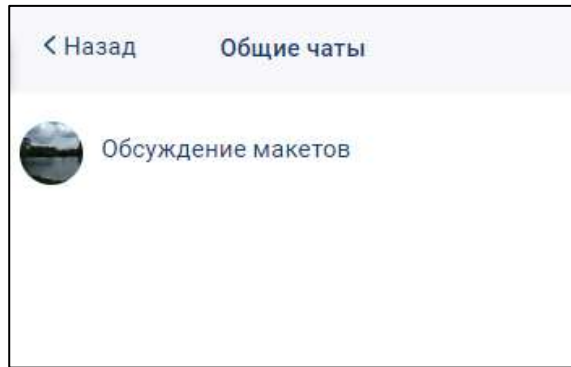 Назад
Общие чаты
Обсуждение макетов